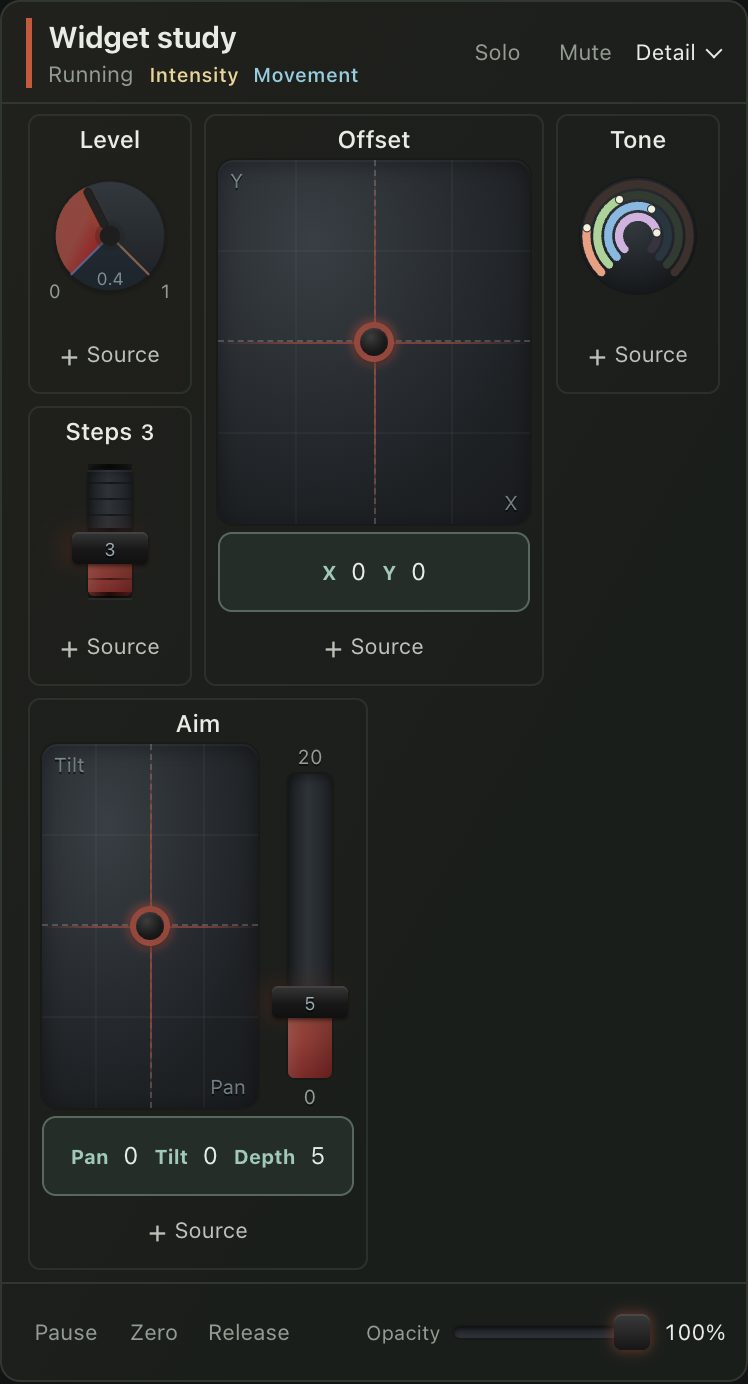 Widget study
Running Intensity Movement
Solo Mute Detail
Level
0.4
0 1
+ Source
Offset
Y
X
X 0 Y 0
+ Source
Tone
+ Source
Steps 3
3
+ Source
Aim
Tilt
Pan
20
5
0
Pan 0 Tilt 0 Depth 5
+ Source
Pause Zero Release Opacity 100%